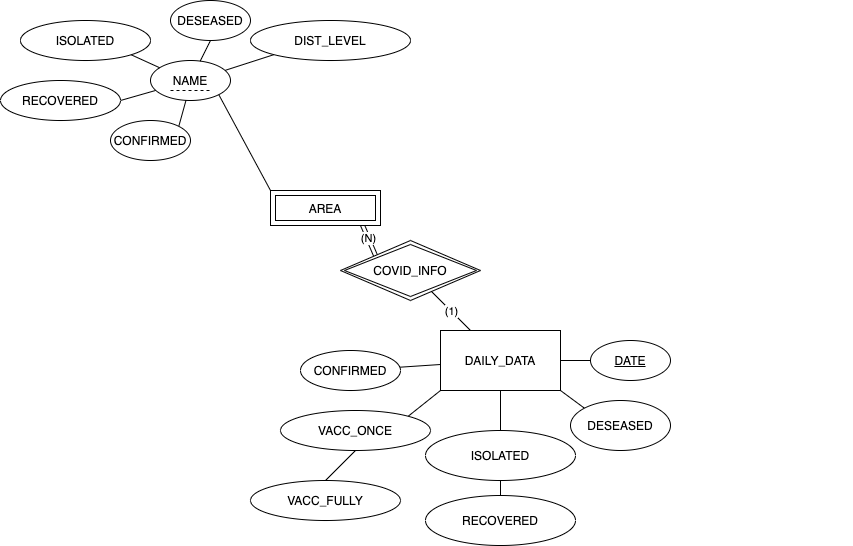 DESEASED
ISOLATED
DIST_LEVEL
NAME
RECOVERED
CONFIRMED
AREA
(N)
COVID_INFO
(1)
DAILY_DATA
DATE
CONFIRMED
DESEASED
VACC_ONCE
ISOLATED
VACC_FULLY
RECOVERED